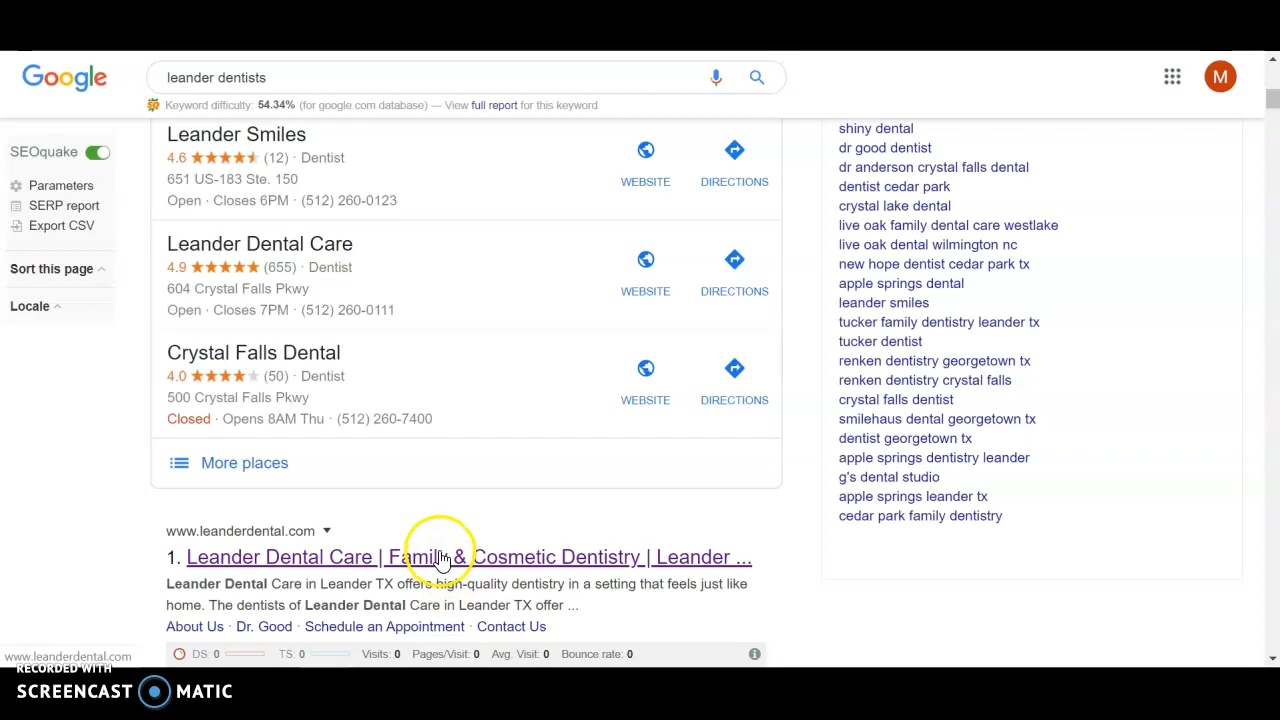 Google
leander dentists
M
Keyword difficulty: 54.34% (for google.com database) — View full report for this keyword
SEOquake
Parameters
SERP report
Export CSV
Sort this page
Locale
Leander Smiles
4.6 (12) · Dentist
651 US-183 Ste. 150
Open · Closes 6PM · (512) 260-0123
WEBSITE
DIRECTIONS
Leander Dental Care
4.9 (655) · Dentist
604 Crystal Falls Pkwy
Open · Closes 7PM · (512) 260-0111
WEBSITE
DIRECTIONS
Crystal Falls Dental
4.0 (50) · Dentist
500 Crystal Falls Pkwy
Closed · Opens 8AM Thu · (512) 260-7400
WEBSITE
DIRECTIONS
More places
www.leanderdental.com
1. Leander Dental Care | Family & Cosmetic Dentistry | Leander ...
Leander Dental Care in Leander TX offers high-quality dentistry in a setting that feels just like
home. The dentists of Leander Dental Care in Leander TX offer ...
About Us · Dr. Good · Schedule an Appointment · Contact Us
DS: 0 TS: 0 Visits: 0 Pages/Visit: 0 Avg. Visit: 0 Bounce rate: 0
shiny dental
dr good dentist
dr anderson crystal falls dental
dentist cedar park
crystal lake dental
live oak family dental care westlake
live oak dental wilmington nc
new hope dentist cedar park tx
apple springs dental
leander smiles
tucker family dentistry leander tx
tucker dentist
renken dentistry georgetown tx
renken dentistry crystal falls
crystal falls dentist
smilehaus dental georgetown tx
dentist georgetown tx
apple springs dentistry leander
g's dental studio
apple springs leander tx
cedar park family dentistry
www.leanderdental.com
RECORDED WITH
SCREENCAST MATIC